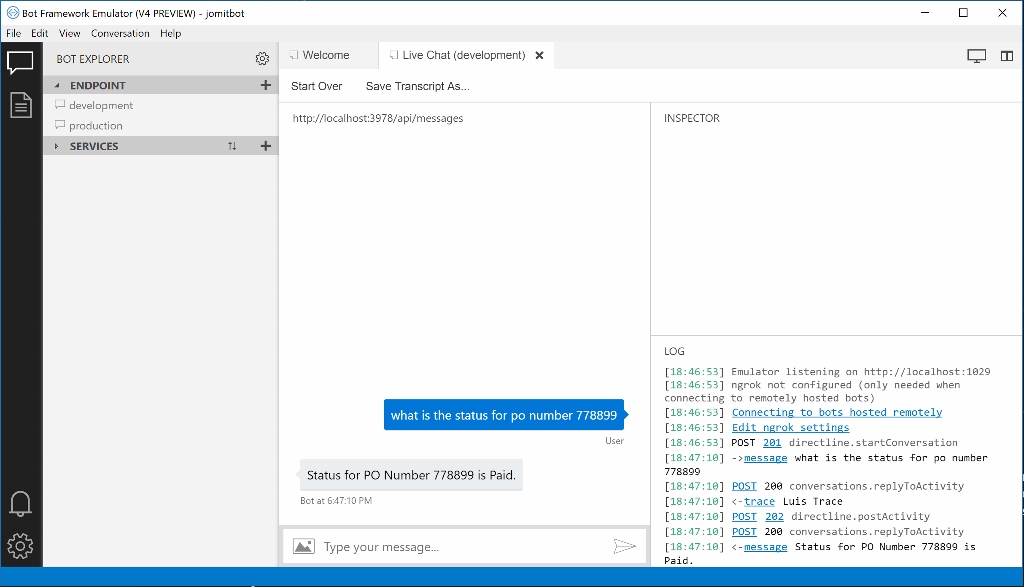 Bot Framework Emulator (V4 PREVIEW) - jomitbot
File Edit View Conversation Help
BOT EXPLORER
ENDPOINT
development
production
SERVICES
Welcome
Live Chat (development)
Start Over Save Transcript As...
http://localhost:3978/api/messages
what is the status for po number 778899
User
Status for PO Number 778899 is Paid.
Bot at 6:47:10 PM
Type your message...
INSPECTOR
LOG
[18:46:53] Emulator listening on http://localhost:1029
[18:46:53] ngrok not configured (only needed when
connecting to remotely hosted bots)
[18:46:53] Connecting to bots hosted remotely
[18:46:53] Edit ngrok settings
[18:46:53] POST 201 directline.startConversation
[18:47:10] ->message what is the status for po number
778899
[18:47:10] POST 200 conversations.replyToActivity
[18:47:10] <-trace Luis Trace
[18:47:10] POST 202 directline.postActivity
[18:47:10] POST 200 conversations.replyToActivity
[18:47:10] <-message Status for PO Number 778899 is
Paid.